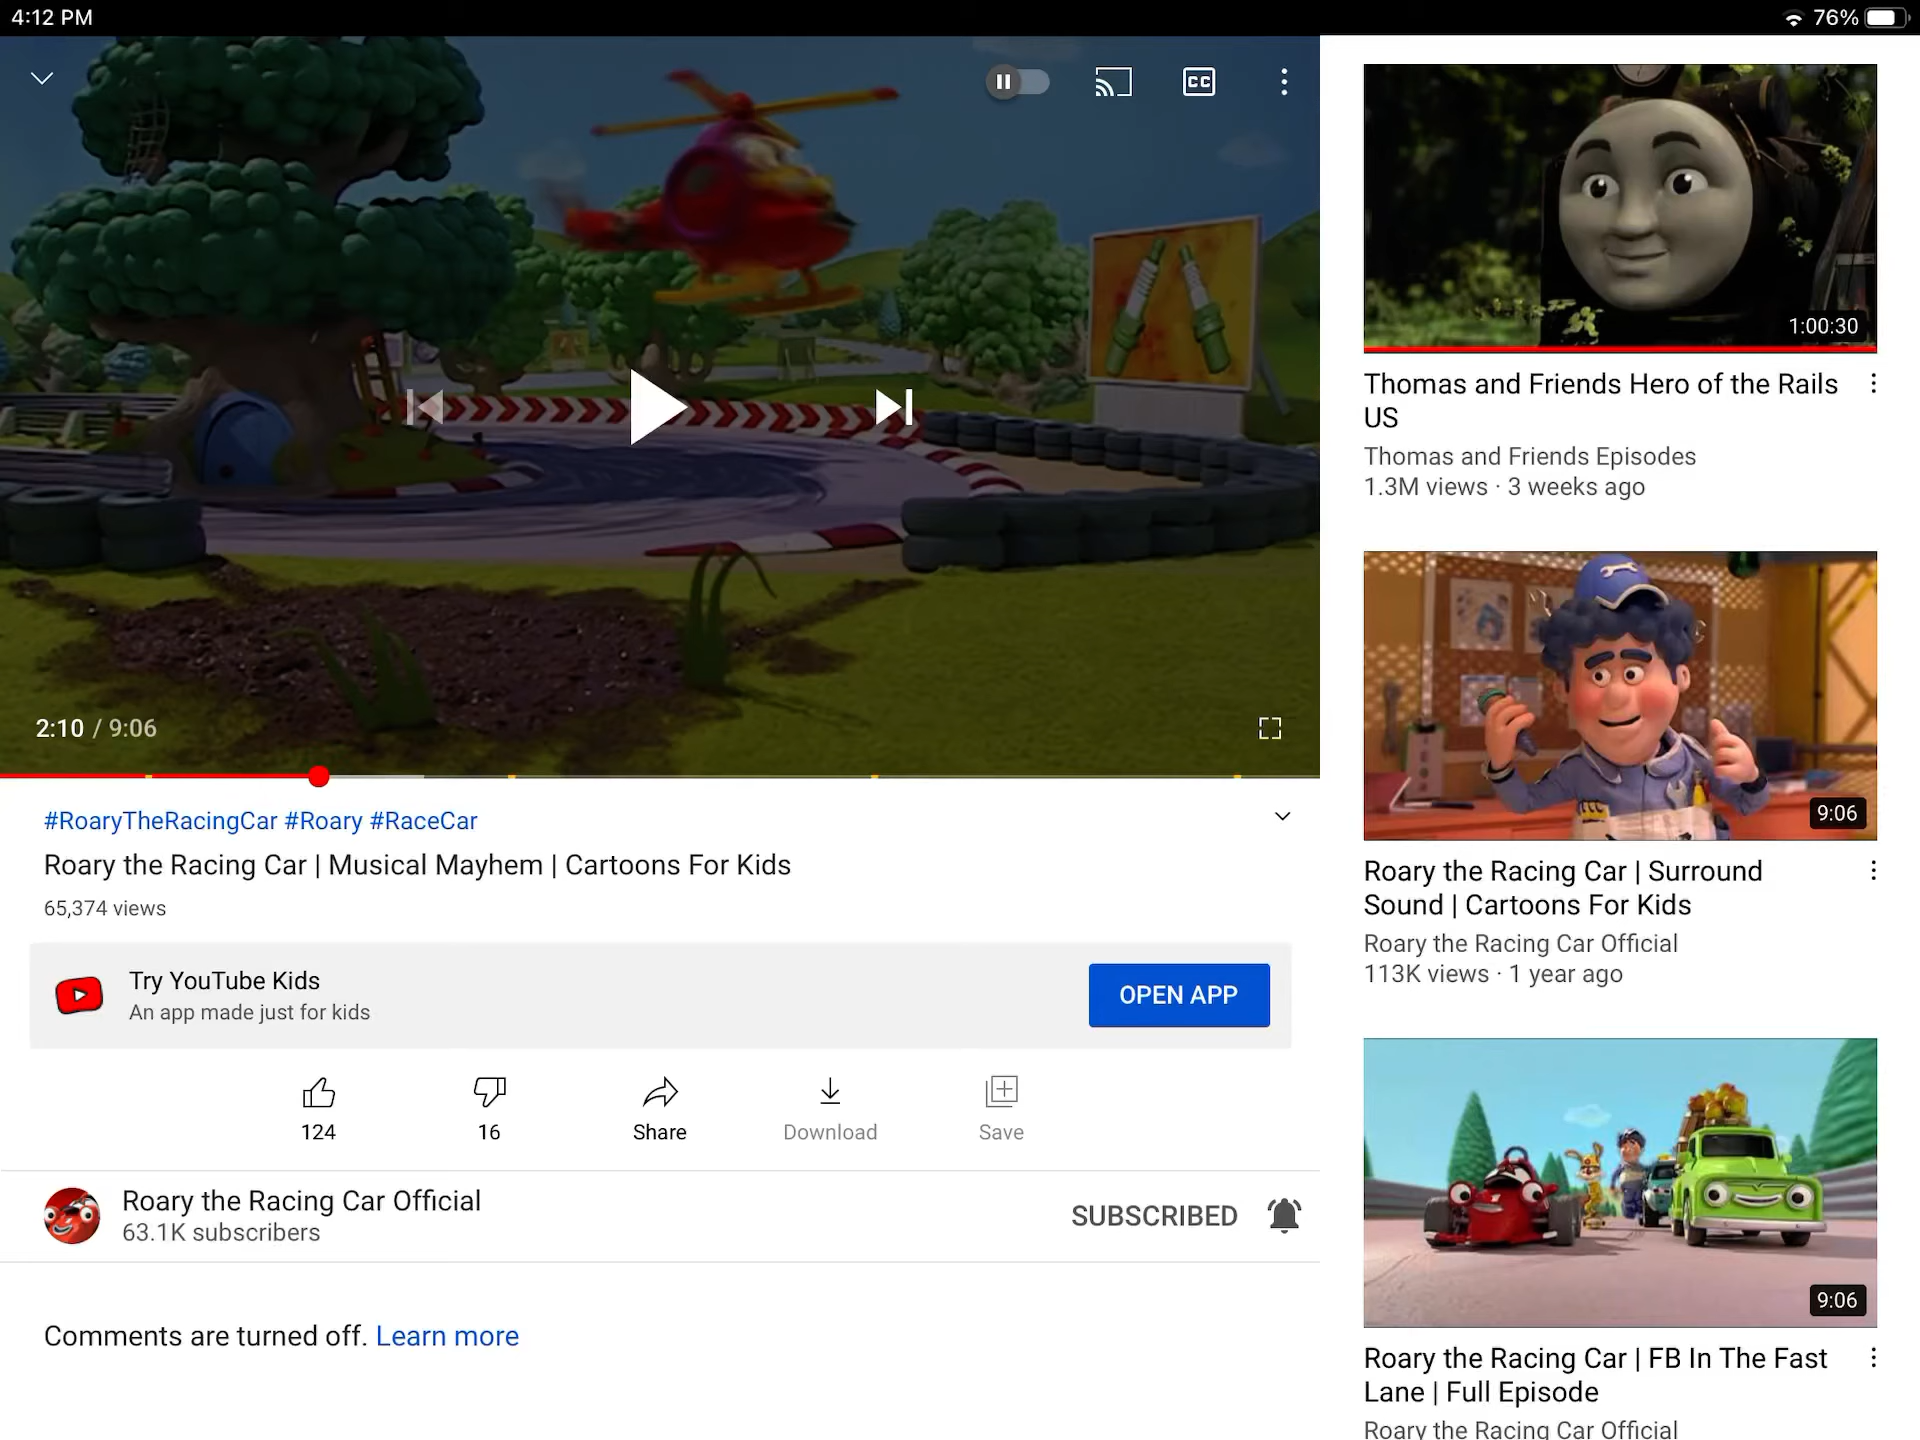 4:12 PM
76%
CC
2:10 / 9:06
#RoaryTheRacingCar #Roary #RaceCar
Roary the Racing Car | Musical Mayhem | Cartoons For Kids
65,374 views
Try YouTube Kids
An app made just for kids
OPEN APP
124
16
Share
Download
Save
Roary the Racing Car Official
63.1K subscribers
SUBSCRIBED
Comments are turned off. Learn more
1:00:30
Thomas and Friends Hero of the Rails
US
Thomas and Friends Episodes
1.3M views · 3 weeks ago
9:06
Roary the Racing Car | Surround
Sound | Cartoons For Kids
Roary the Racing Car Official
113K views · 1 year ago
9:06
Roary the Racing Car | FB In The Fast
Lane | Full Episode
Roary the Racing Car Official